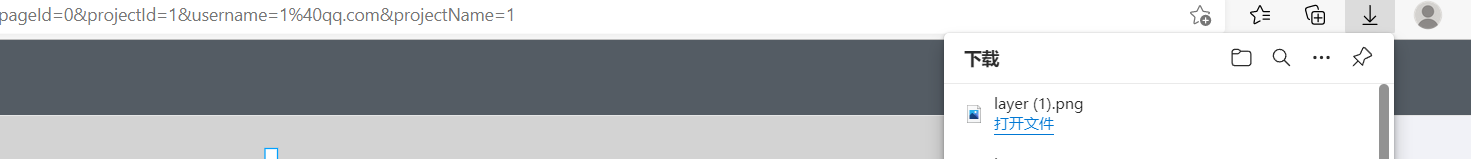 pageId=0&projectId=1&username=1%40qq.com&projectName=1
下载
layer (1).png
打开文件